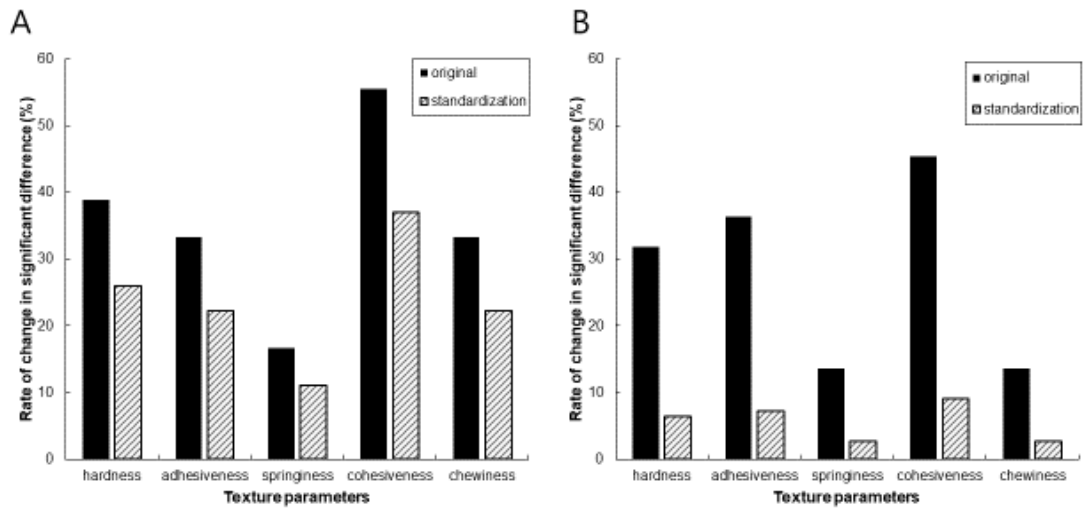 A
B
Rate of change in significant difference (%)
60
50
40
30
20
10
0
original
standardization
hardness adhesiveness springiness cohesiveness chewiness
Texture parameters
Rate of change in significant difference (%)
60
50
40
30
20
10
0
original
standardization
hardness adhesiveness springiness cohesiveness chewiness
Texture parameters